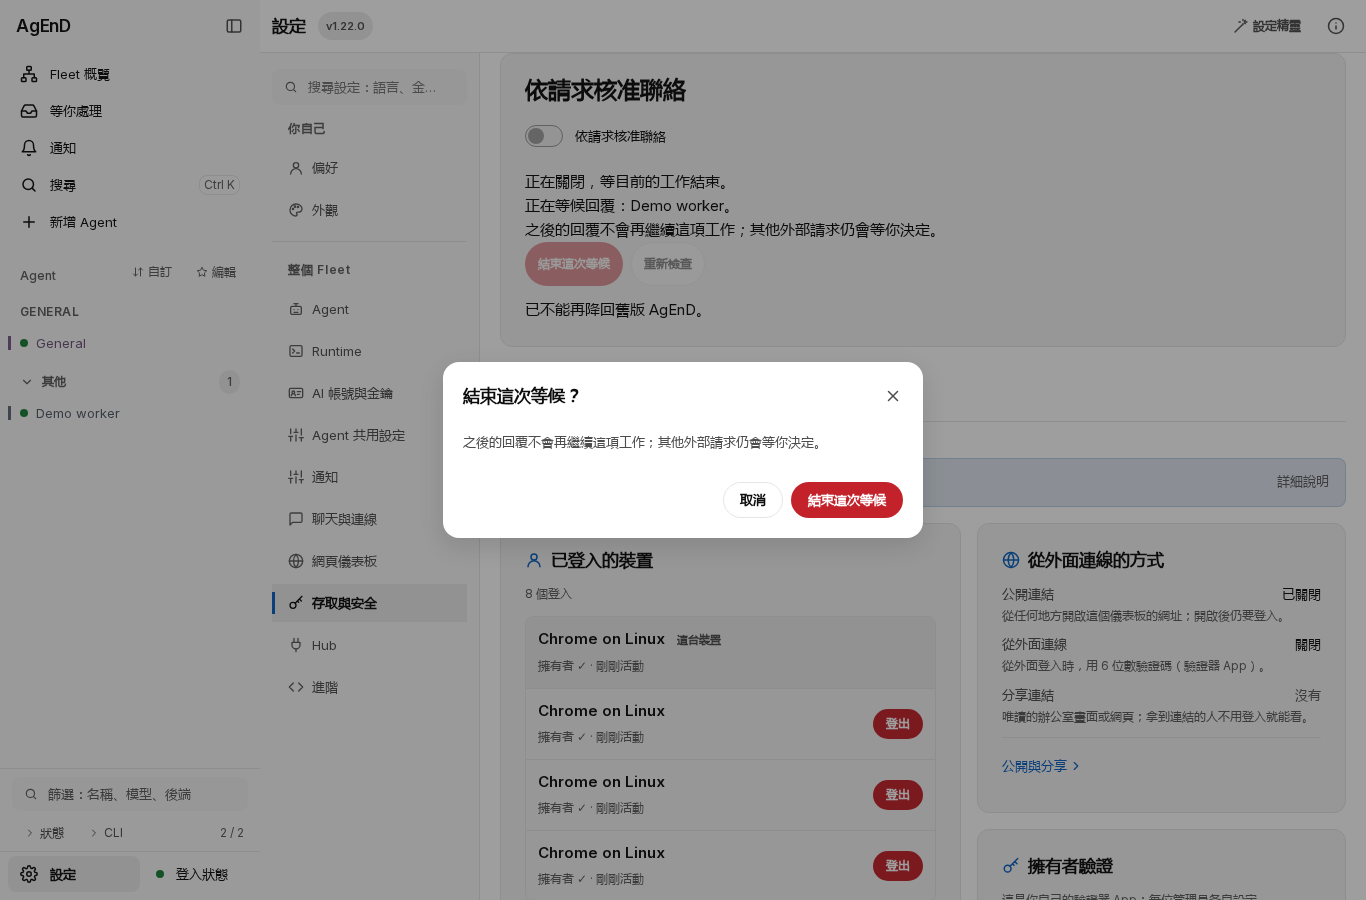 AgEnD
Fleet 概覽
等你處理
通知
搜尋
Ctrl K
新增 Agent
Agent
自訂
編輯
GENERAL
General
其他
1
Demo worker
篩選：名稱、模型、後端
狀態
CLI
2 / 2
設定
登入狀態
設定
v1.22.0
設定精靈
搜尋設定：語言、金…
你自己
偏好
外觀
整個 Fleet
Agent
Runtime
AI 帳號與金鑰
Agent 共用設定
通知
聊天與連線
網頁儀表板
存取與安全
Hub
進階
依請求核准聯絡
依請求核准聯絡
正在關閉，等目前的工作結束。
正在等候回覆：Demo worker。
之後的回覆不會再繼續這項工作；其他外部請求仍會等你決定。
結束這次等候
重新檢查
已不能再降回舊版 AgEnD。
結束這次等候？
之後的回覆不會再繼續這項工作；其他外部請求仍會等你決定。
取消
結束這次等候
詳細說明
已登入的裝置
8 個登入
Chrome on Linux
這台裝置
擁有者 ✓ · 剛剛活動
Chrome on Linux
擁有者 ✓ · 剛剛活動
登出
Chrome on Linux
擁有者 ✓ · 剛剛活動
登出
Chrome on Linux
擁有者 ✓ · 剛剛活動
登出
從外面連線的方式
公開連結
已關閉
從任何地方開啟這個儀表板的網址；開啟後仍要登入。
從外面連線
關閉
從外面登入時，用 6 位數驗證碼（驗證器 App）。
分享連結
沒有
唯讀的辦公室畫面或網頁；拿到連結的人不用登入就能看。
公開與分享
擁有者驗證
這是你自己的驗證器 App；每位管理員各自設定。